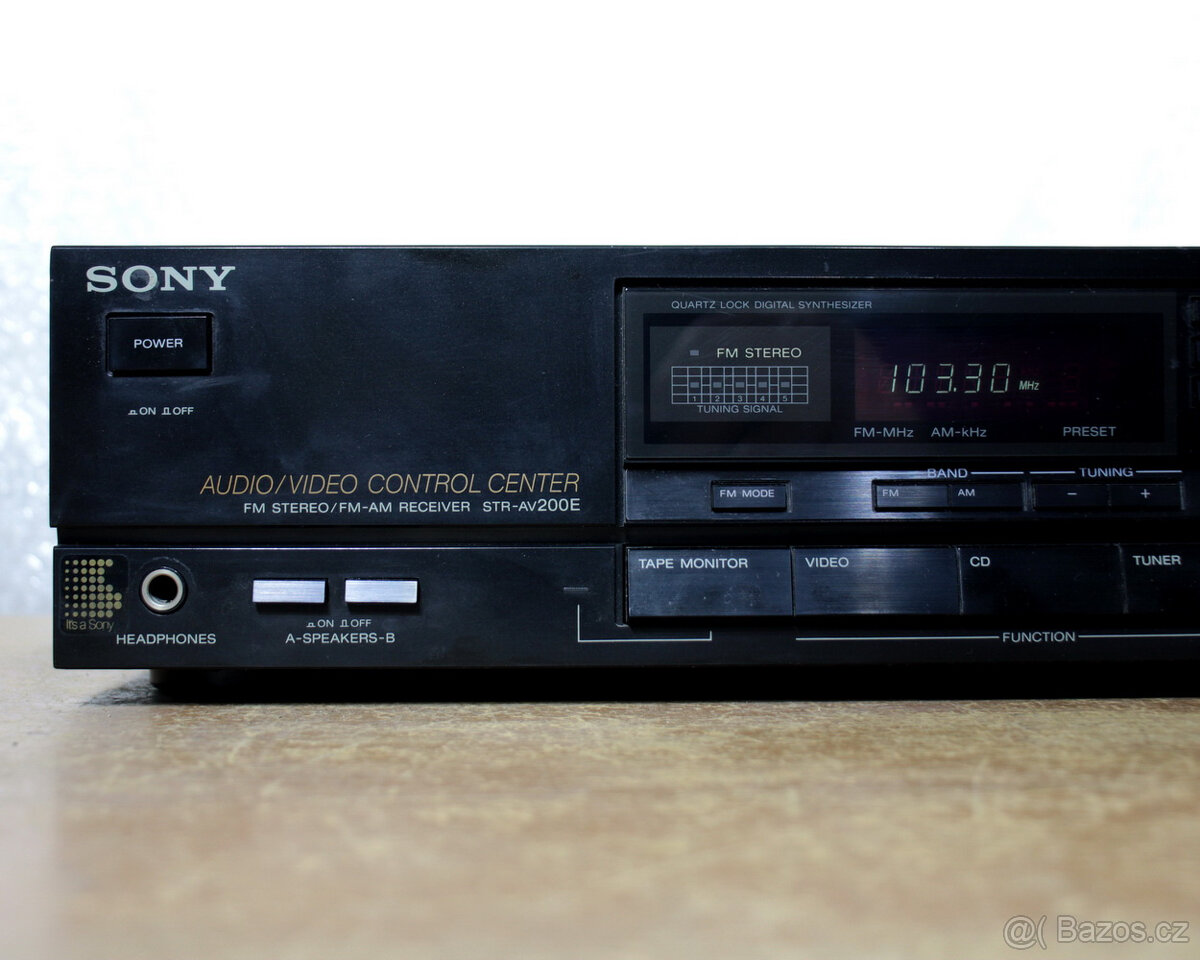 SONY
POWER
ON OFF
AUDIO/VIDEO CONTROL CENTER
FM STEREO/FM-AM RECEIVER STR-AV200E
QUARTZ LOCK DIGITAL SYNTHESIZER
FM STEREO
1 2 3 4 5
TUNING SIGNAL
103.30 MHz
FM-MHz AM-kHz PRESET
BAND TUNING
FM MODE FM AM − +
It's a Sony
HEADPHONES
ON OFF
A-SPEAKERS-B
TAPE MONITOR VIDEO CD TUNER
FUNCTION
@( Bazos.cz